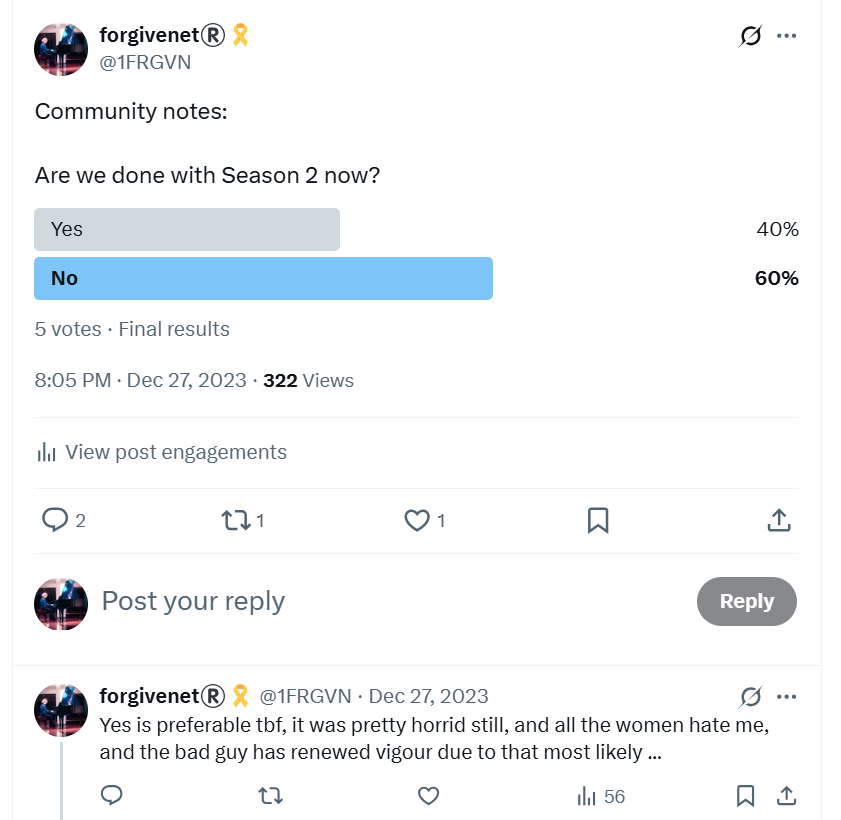 forgivenet®🎗
@1FRGVN
Community notes:
Are we done with Season 2 now?
Yes 40%
No 60%
5 votes · Final results
8:05 PM · Dec 27, 2023 · 322 Views
View post engagements
2 1 1
Post your reply
Reply
forgivenet®🎗 @1FRGVN · Dec 27, 2023
Yes is preferable tbf, it was pretty horrid still, and all the women hate me,
and the bad guy has renewed vigour due to that most likely ...
56